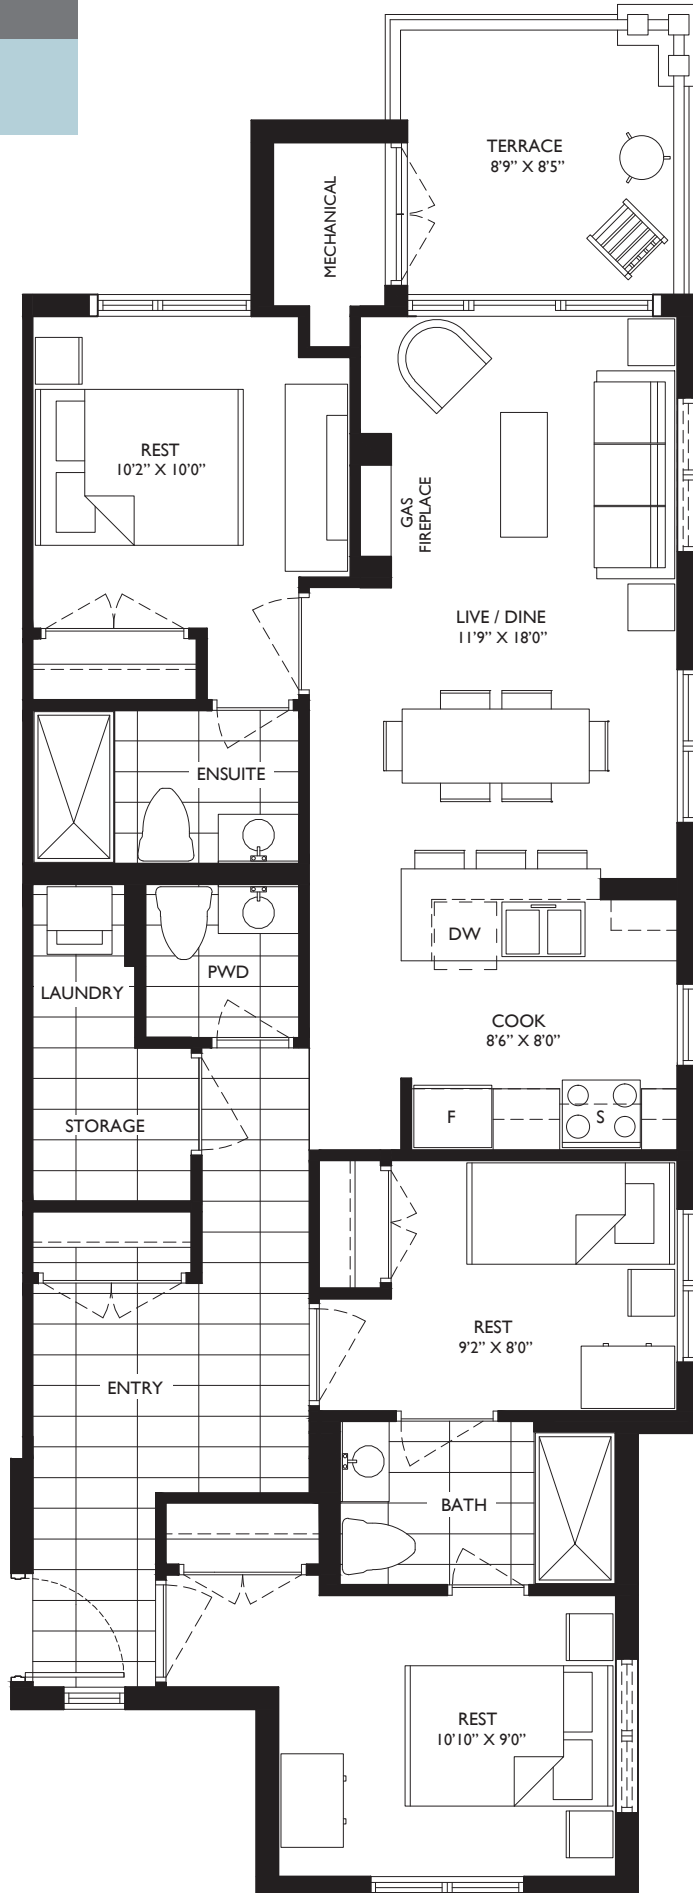 TERRACE
8'9” X 8'5”
MECHANICAL
REST
10'2” X 10'0”
GAS
FIREPLACE
LIVE / DINE
11'9” X 18'0”
ENSUITE
DW
PWD
LAUNDRY
COOK
8'6” X 8'0”
F
S
STORAGE
REST
9'2” X 8'0”
ENTRY
BATH
REST
10'10” X 9'0”